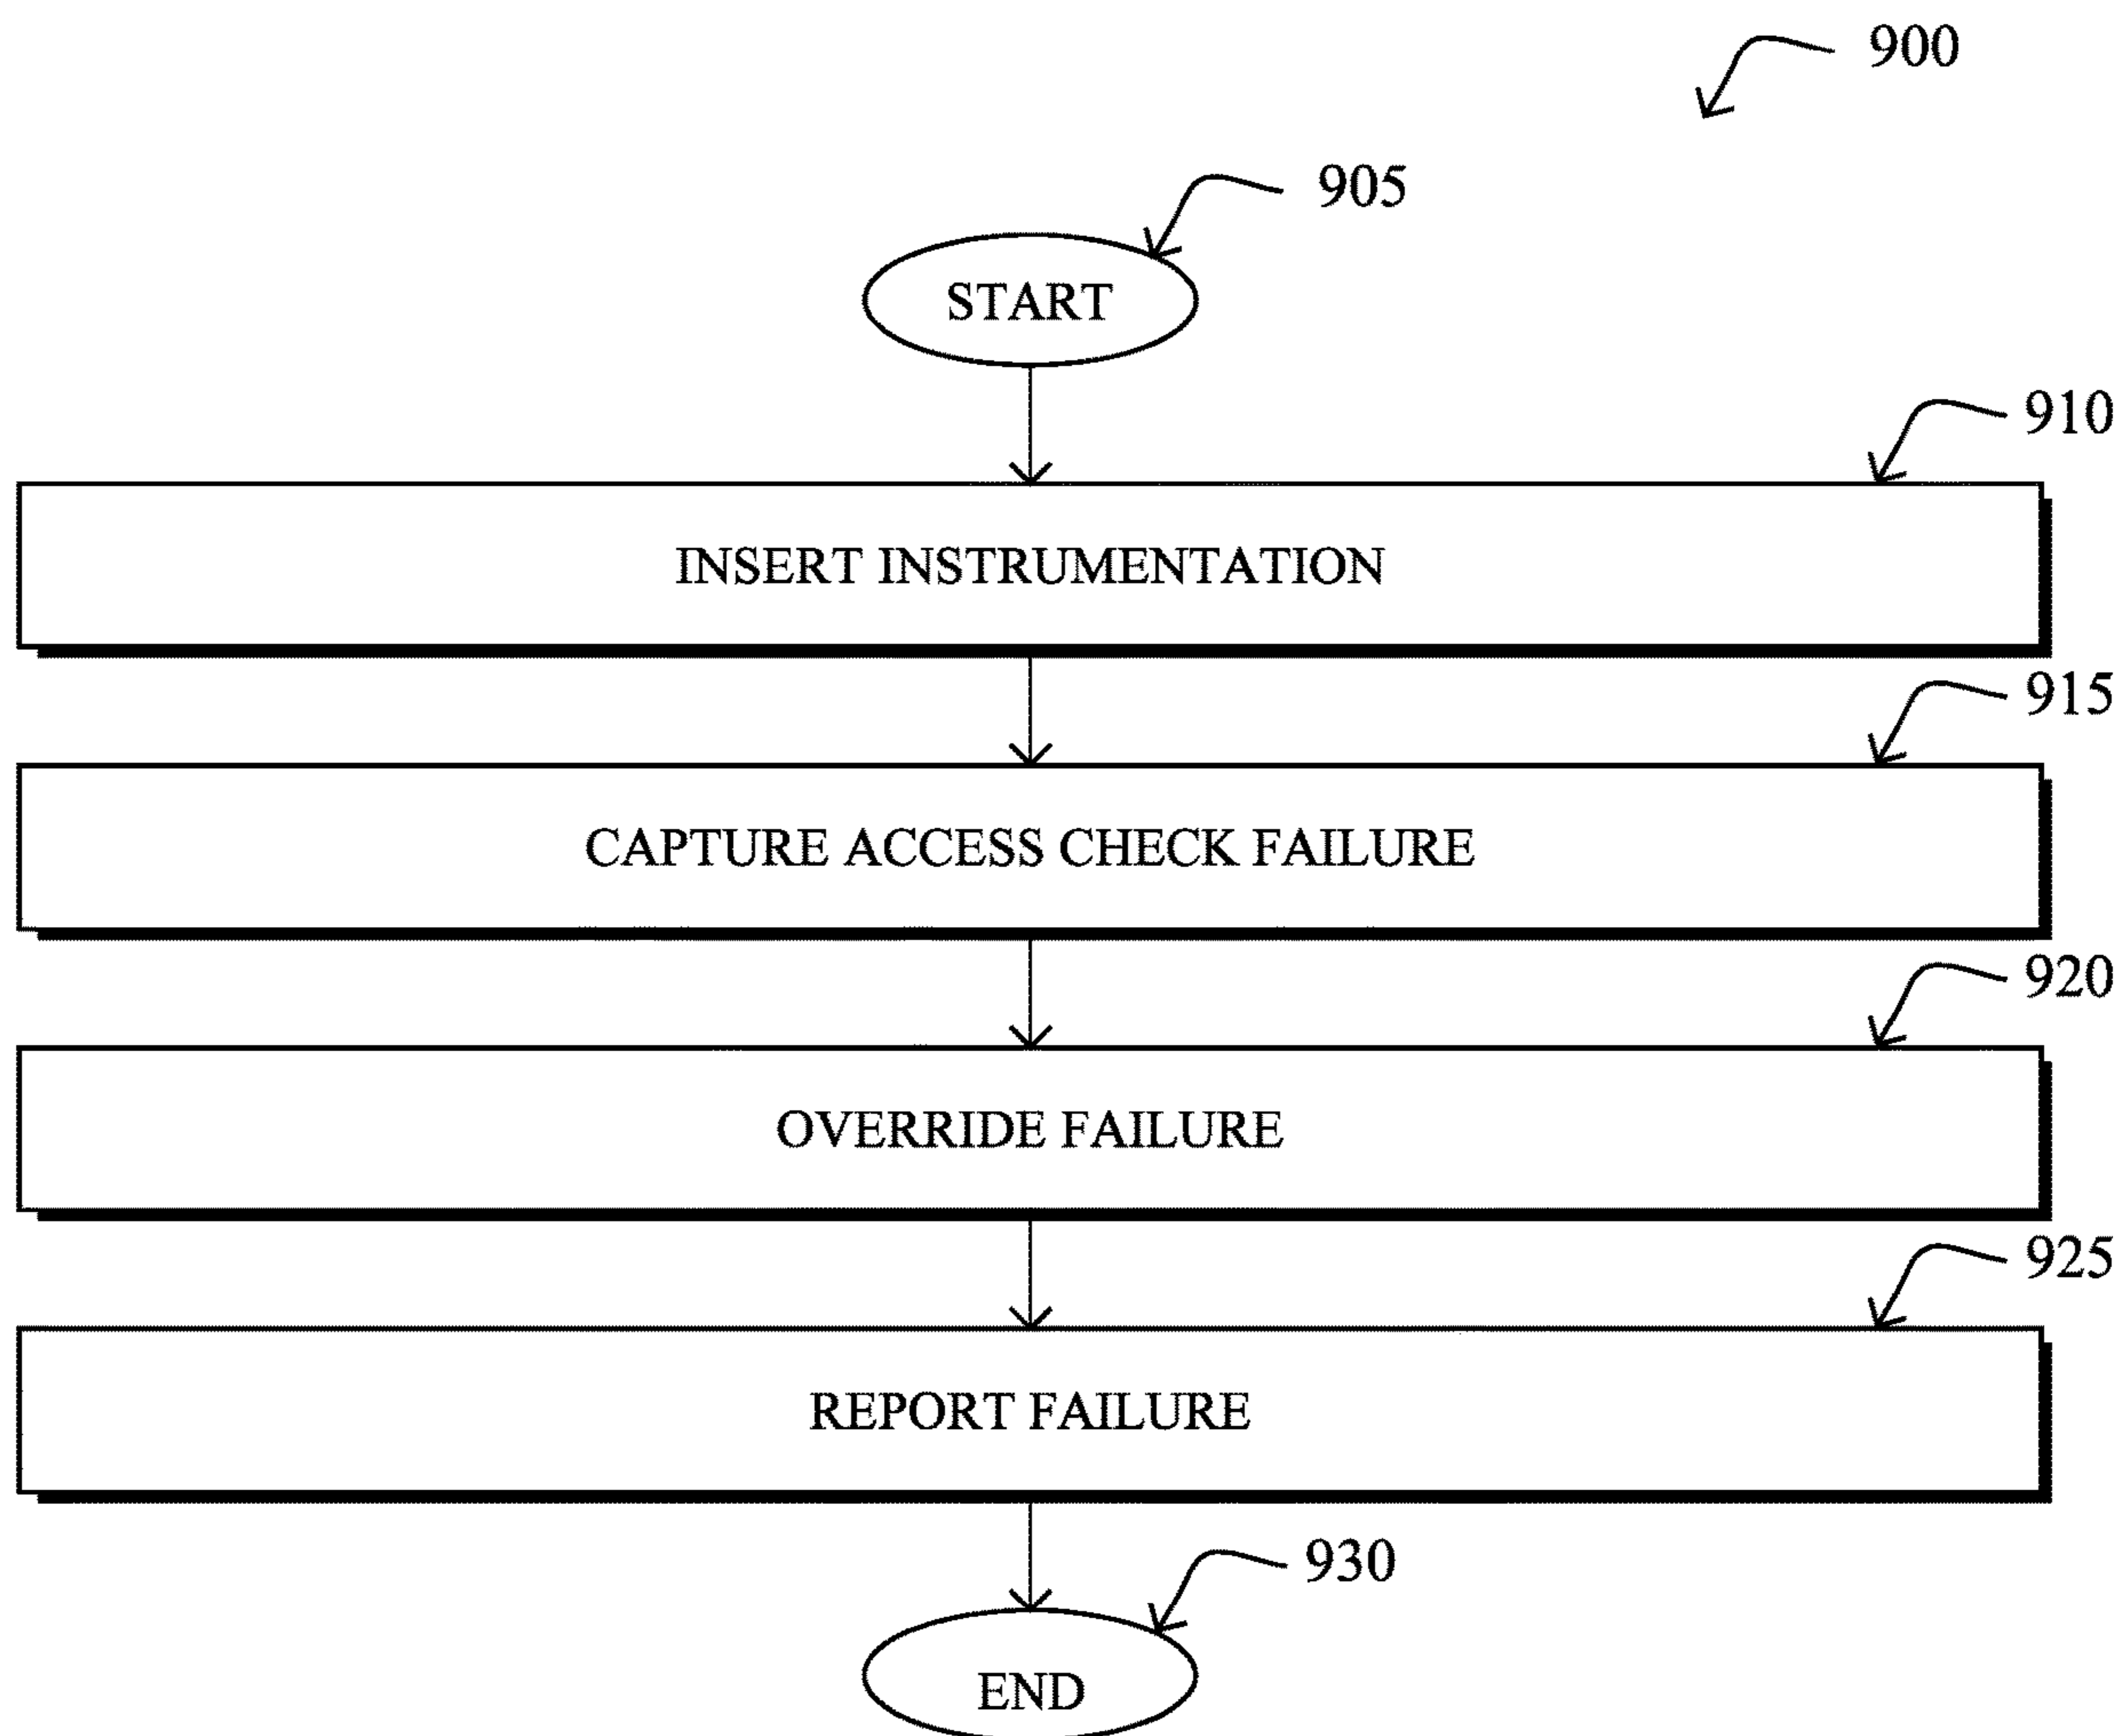 900
905
START
910
INSERT INSTRUMENTATION
915
CAPTURE ACCESS CHECK FAILURE
920
OVERRIDE FAILURE
925
REPORT FAILURE
930
END